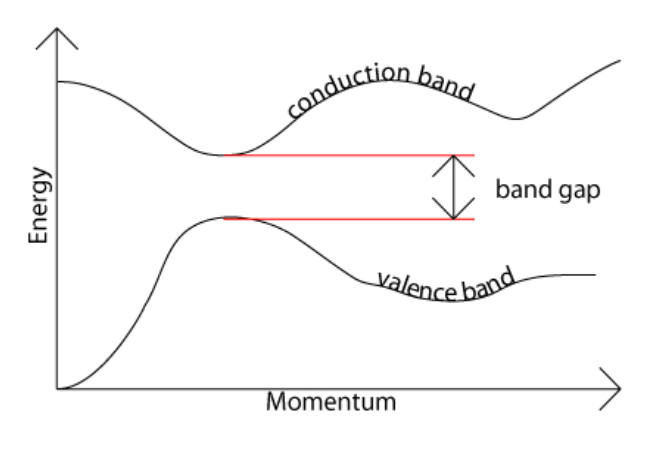 conduction band
Energy
band gap
valence band
Momentum